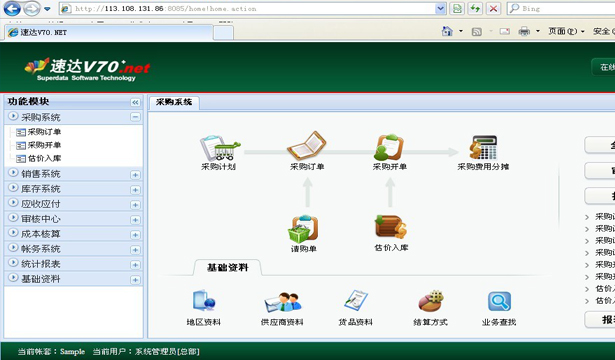 http://113.108.131.86:8085/home!home.action
Bing
速达V70.NET
页面(P)
安全(
速达V70+.net
Superdata Software Technology
在线
功能模块
采购系统
采购系统
采购订单
采购开单
估价入库
销售系统
库存系统
应收应付
审核中心
成本核算
帐务系统
统计报表
基础资料
采购计划
采购订单
采购开单
采购费用分摊
请购单
估价入库
基础资料
地区资料
供应商资料
货品资料
结算方式
业务查找
采购
采购
采购
采购
采购
采购
估价
估价
报
当前帐套：Sample 当前用户：系统管理员[总部]